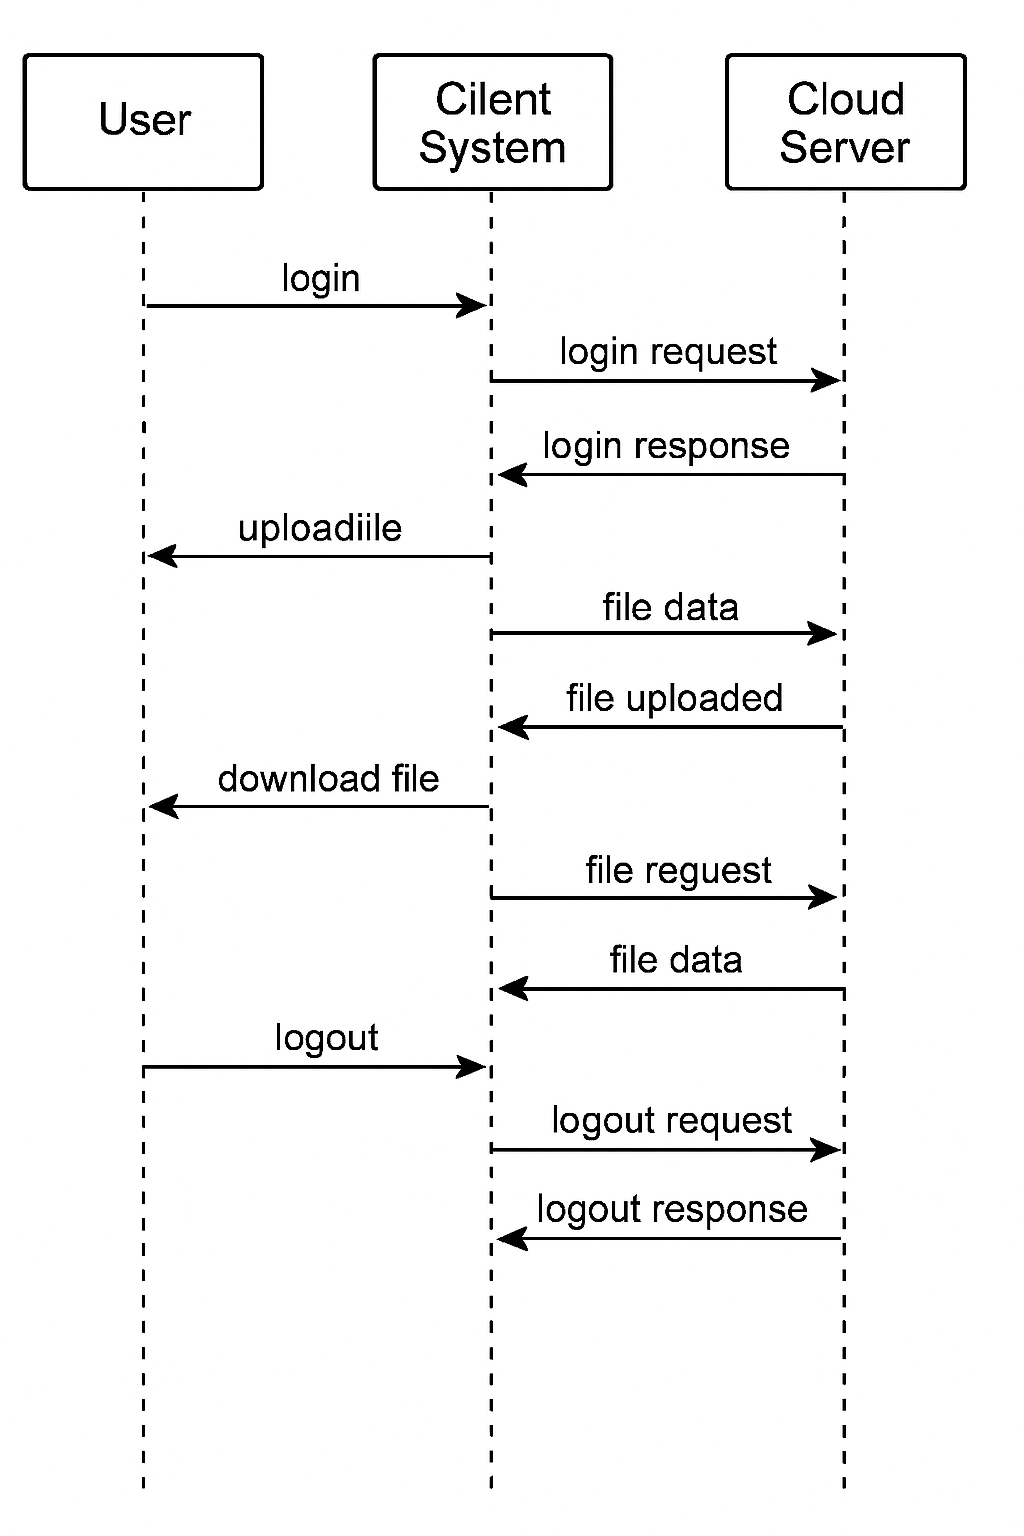 User
Cilent
System
Cloud
Server
login
login request
login response
uploadiile
file data
file uploaded
download file
file reguest
file data
logout
logout request
logout response